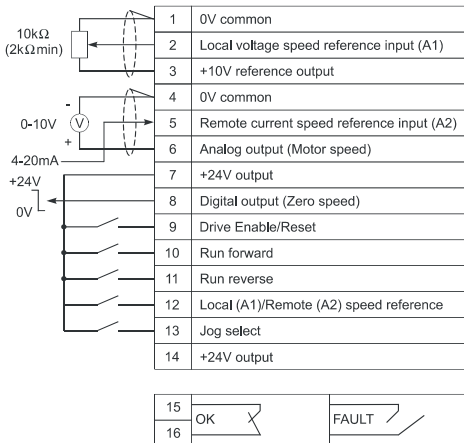 10kΩ
(2kΩmin)
1 0V common
2 Local voltage speed reference input (A1)
3 +10V reference output
4 0V common
5 Remote current speed reference input (A2)
6 Analog output (Motor speed)
7 +24V output
8 Digital output (Zero speed)
9 Drive Enable/Reset
10 Run forward
11 Run reverse
12 Local (A1)/Remote (A2) speed reference
13 Jog select
14 +24V output
-
0-10V V
+
4-20mA
+24V
0V
15
16
OK
FAULT